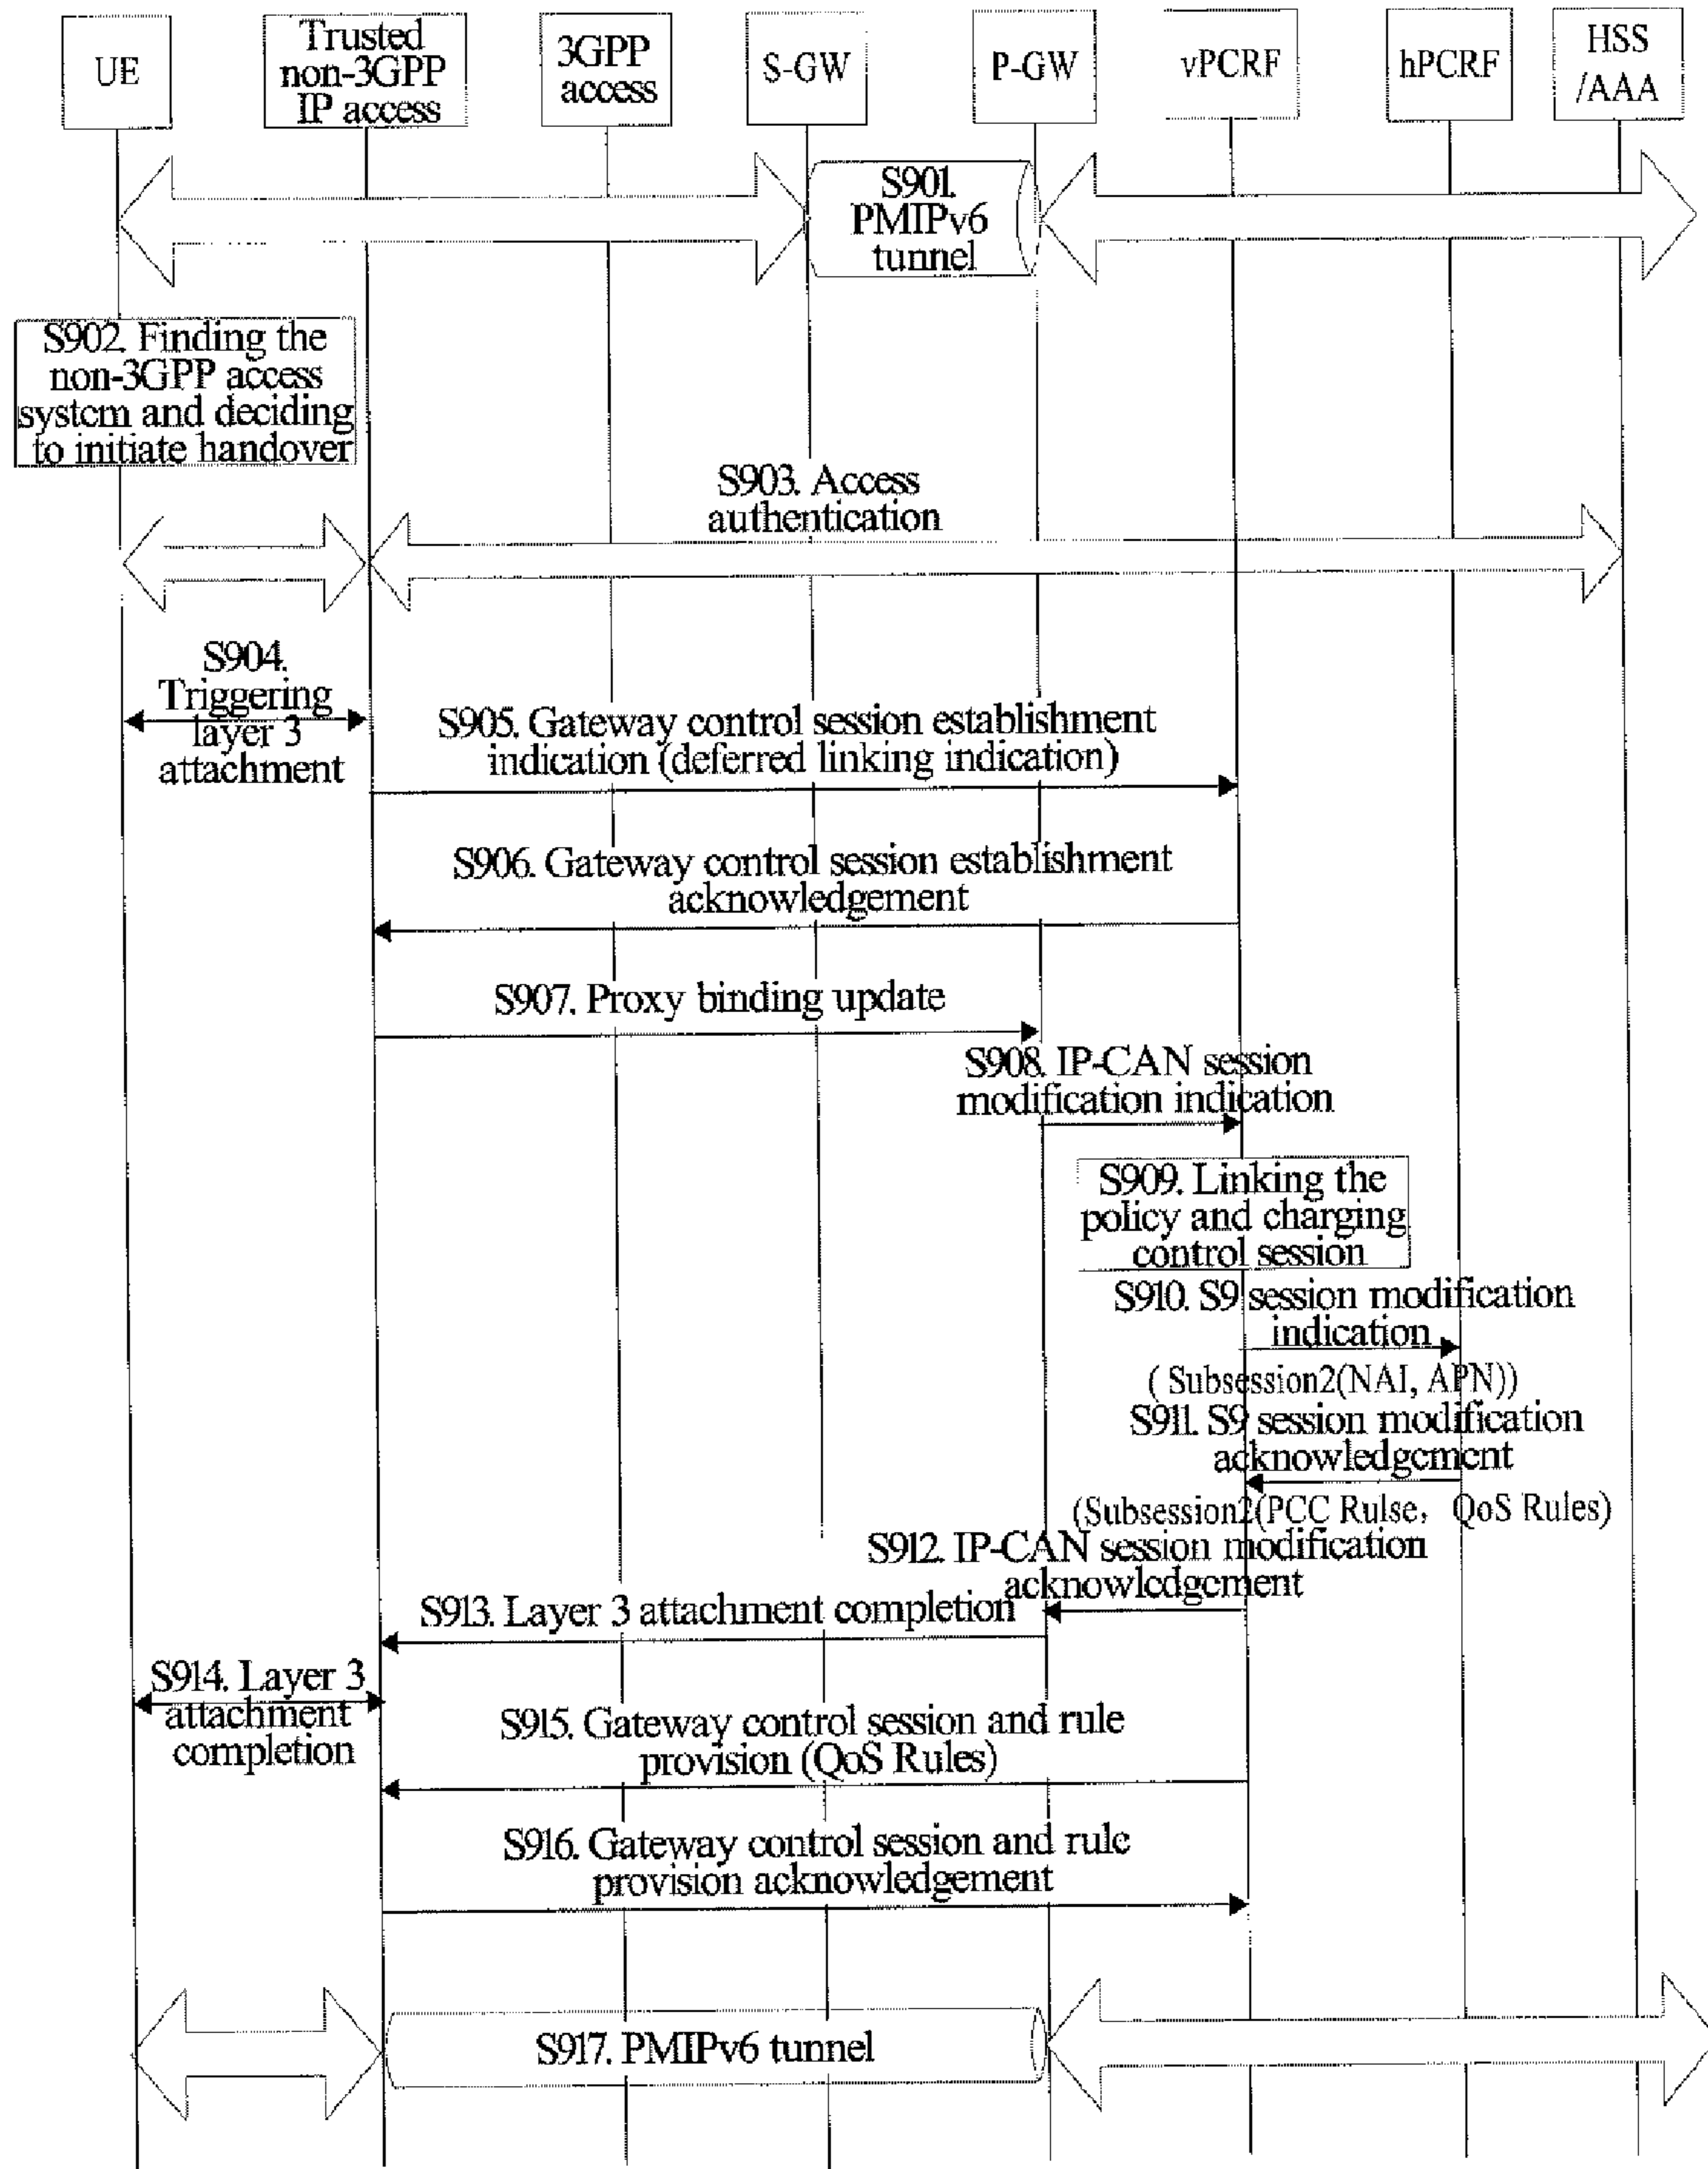 UE
Trusted
non-3GPP
IP access
3GPP
access
S-GW
P-GW
vPCRF
hPCRF
HSS
/AAA
S901.
PMIPv6
tunnel
S902. Finding the
non-3GPP access
system and deciding
to initiate handover
S903. Access
authentication
S904.
Triggering
layer 3
attachment
S905. Gateway control session establishment
indication (deferred linking indication)
S906. Gateway control session establishment
acknowledgement
S907. Proxy binding update
S908. IP-CAN session
modification indication
S909. Linking the
policy and charging
control session
S910. S9 session modification
indication
( Subsession2(NAI, APN))
S911. S9 session modification
acknowledgement
(Subsession2(PCC Rulse, QoS Rules)
S912. IP-CAN session modification
acknowledgement
S913. Layer 3 attachment completion
S914. Layer 3
attachment
completion
S915. Gateway control session and rule
provision (QoS Rules)
S916. Gateway control session and rule
provision acknowledgement
S917. PMIPv6 tunnel